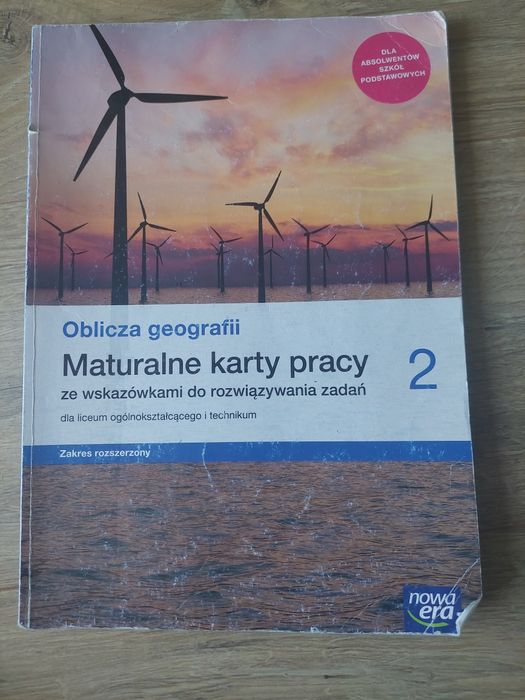 DLA
ABSOLWENTÓW
SZKÓŁ
PODSTAWOWYCH
Oblicza geografii
Maturalne karty pracy 2
ze wskazówkami do rozwiązywania zadań
dla liceum ogólnokształcącego i technikum
Zakres rozszerzony
nowa
era